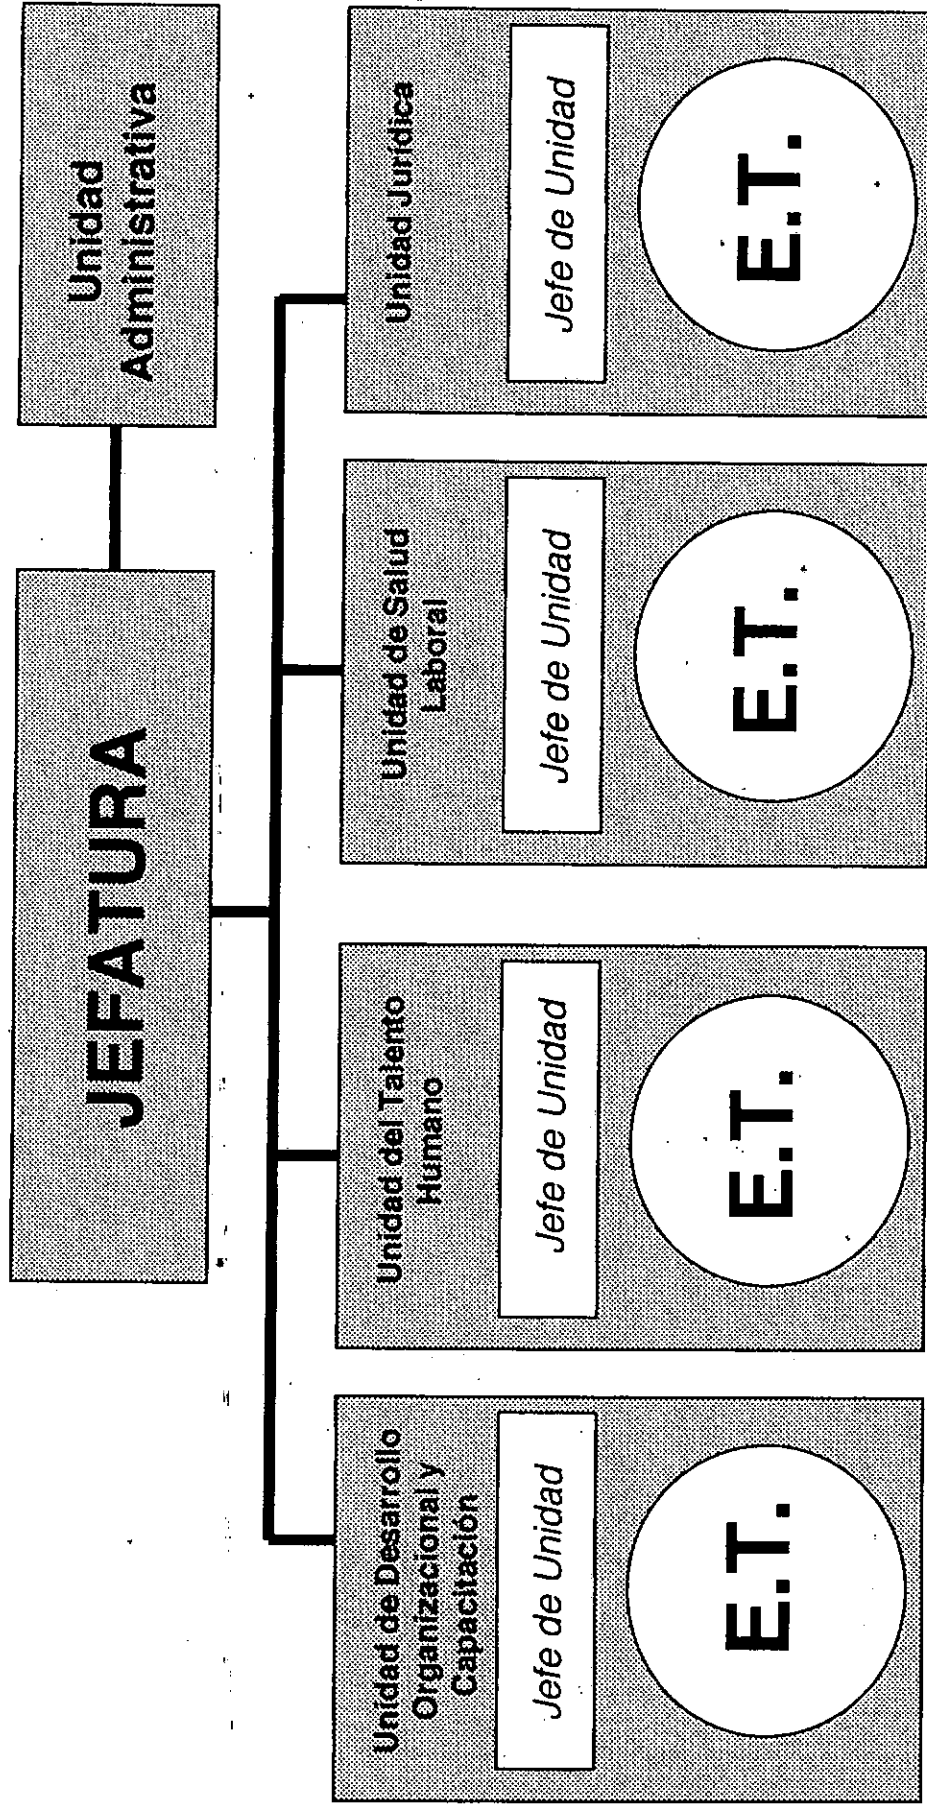 JEFATURA
Unidad
Administrativa
Unidad de Desarrollo
Organizacional y
Capacitación
Jefe de Unidad
E.T.
Unidad del Talento
Humano
Jefe de Unidad
E.T.
Unidad de Salud
Laboral
Jefe de Unidad
E.T.
Unidad Jurídica
Jefe de Unidad
E.T.